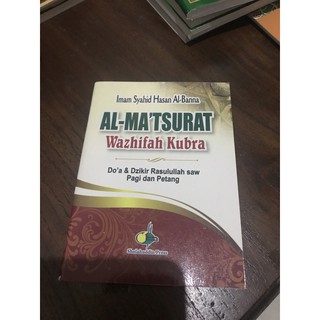 Imam Syahid Hasan Al-Banna
AL-MA'TSURAT
Wazhifah Kubra
Do'a & Dzikir Rasulullah saw
Pagi dan Petang